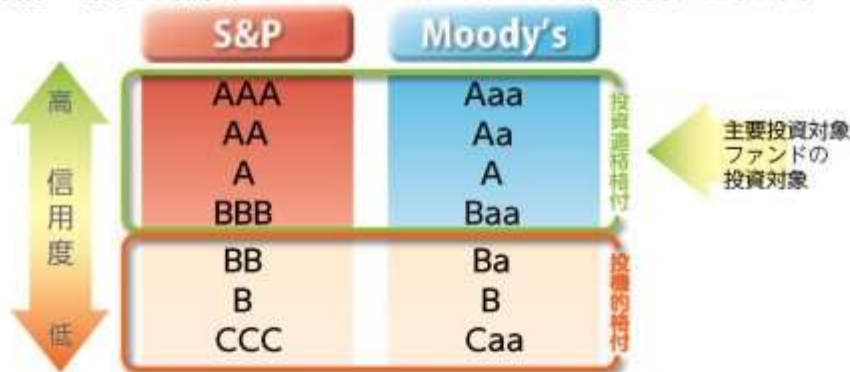 S&P Moody's
高
信用度
低
AAA Aaa
AA Aa
A A
BBB Baa
投資適格格付
BB Ba
B B
CCC Caa
投機的格付
主要投資対象
ファンドの
投資対象